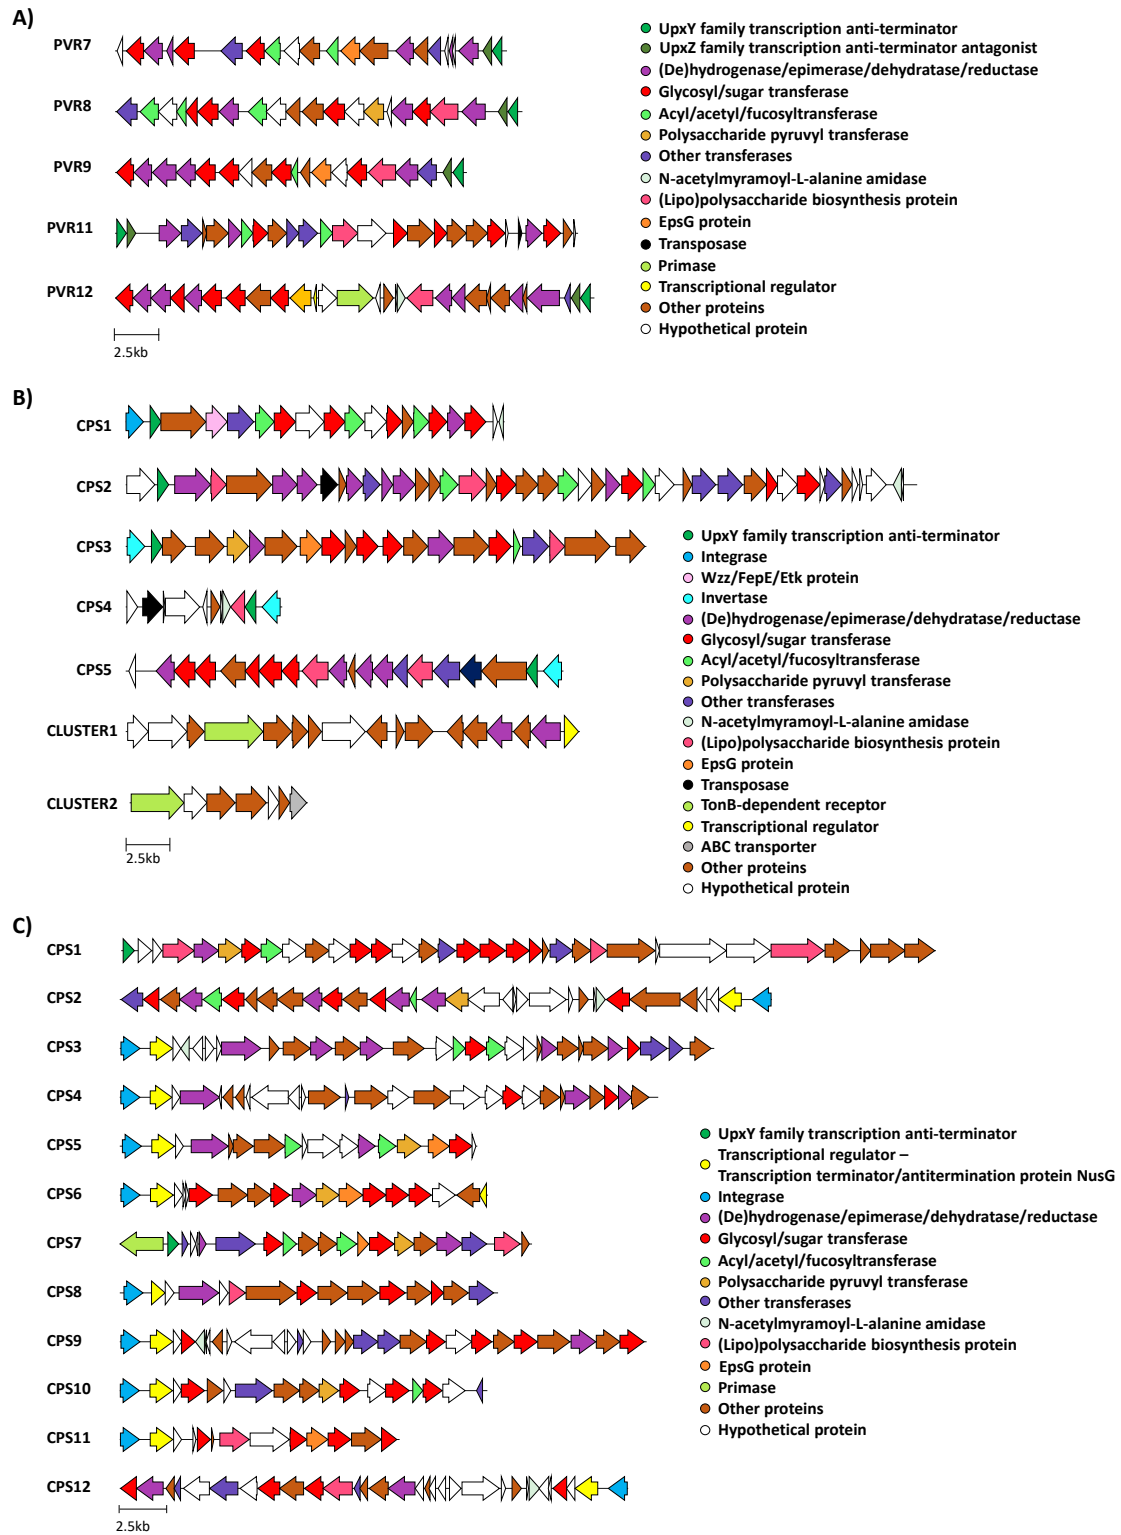 A)
PVR7
PVR8
PVR9
PVR11
PVR12
2.5kb
UpxY family transcription anti-terminator
UpxZ family transcription anti-terminator antagonist
(De)hydrogenase/epimerase/dehydratase/reductase
Glycosyl/sugar transferase
Acyl/acetyl/fucosyltransferase
Polysaccharide pyruvyl transferase
Other transferases
N-acetylmyramoyl-L-alanine amidase
(Lipo)polysaccharide biosynthesis protein
EpsG protein
Transposase
Primase
Transcriptional regulator
Other proteins
Hypothetical protein
B)
CPS1
CPS2
CPS3
CPS4
CPS5
CLUSTER1
CLUSTER2
2.5kb
UpxY family transcription anti-terminator
Integrase
Wzz/FepE/Etk protein
Invertase
(De)hydrogenase/epimerase/dehydratase/reductase
Glycosyl/sugar transferase
Acyl/acetyl/fucosyltransferase
Polysaccharide pyruvyl transferase
Other transferases
N-acetylmyramoyl-L-alanine amidase
(Lipo)polysaccharide biosynthesis protein
EpsG protein
Transposase
TonB-dependent receptor
Transcriptional regulator
ABC transporter
Other proteins
Hypothetical protein
C)
CPS1
CPS2
CPS3
CPS4
CPS5
CPS6
CPS7
CPS8
CPS9
CPS10
CPS11
CPS12
2.5kb
UpxY family transcription anti-terminator
Transcriptional regulator –
Transcription terminator/antitermination protein NusG
Integrase
(De)hydrogenase/epimerase/dehydratase/reductase
Glycosyl/sugar transferase
Acyl/acetyl/fucosyltransferase
Polysaccharide pyruvyl transferase
Other transferases
N-acetylmyramoyl-L-alanine amidase
(Lipo)polysaccharide biosynthesis protein
EpsG protein
Primase
Other proteins
Hypothetical protein